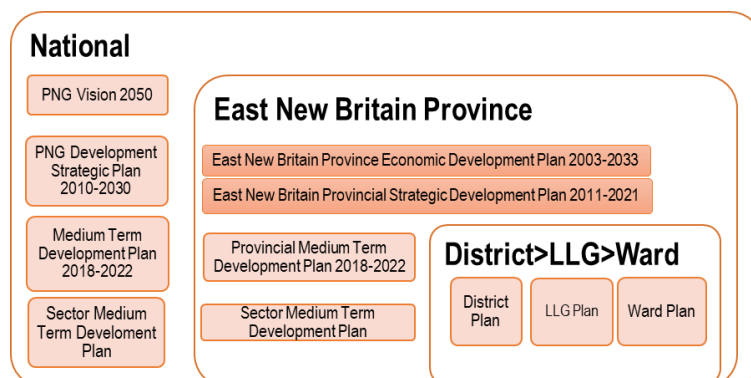 National
PNG Vision 2050
PNG Development
Strategic Plan
2010-2030
Medium Term
Development Plan
2018-2022
Sector Medium
Term Develoment
Plan
East New Britain Province
East New Britain Province Economic Development Plan 2003-2033
East New Britain Provincial Strategic Development Plan 2011-2021
Provincial Medium Term
Development Plan 2018-2022
Sector Medium Term
Development Plan
District>LLG>Ward
District
Plan
LLG Plan
Ward Plan